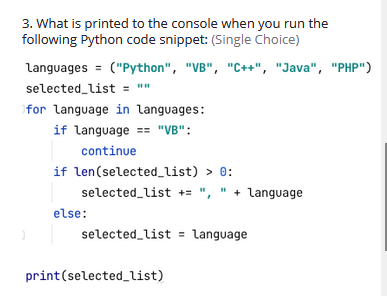 3. What is printed to the console when you run the
following Python code snippet: (Single Choice)
languages = ("Python", "VB", "C++", "Java", "PHP")
selected_list = ""
for language in languages:
    if language == "VB":
        continue
    if len(selected_list) > 0:
        selected_list += ", " + language
    else:
        selected_list = language
print(selected_list)